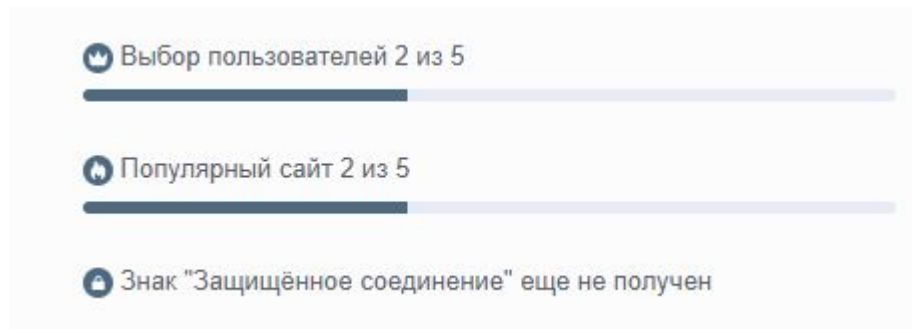 Выбор пользователей 2 из 5
Популярный сайт 2 из 5
Знак "Защищённое соединение" еще не получен